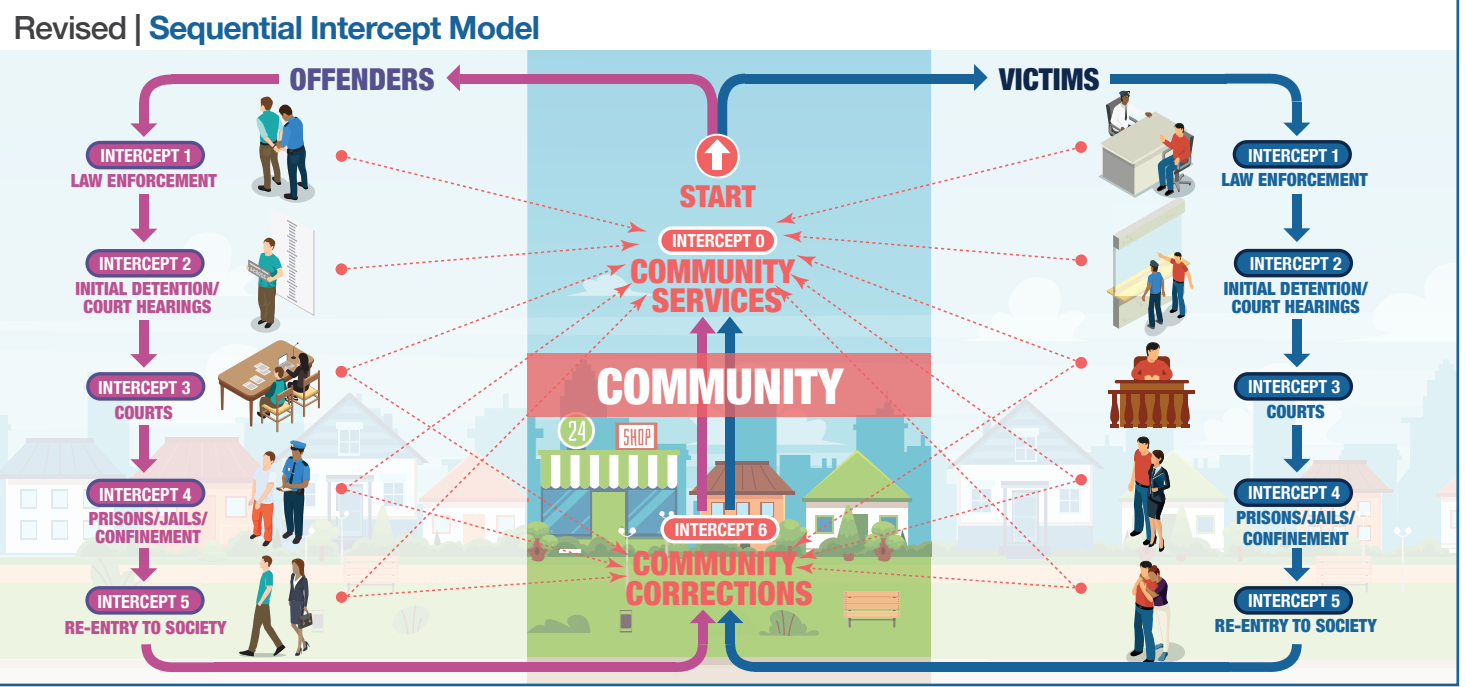 Revised | Sequential Intercept Model
OFFENDERS
VICTIMS
INTERCEPT 1
LAW ENFORCEMENT
INTERCEPT 2
INITIAL DETENTION/
COURT HEARINGS
INTERCEPT 3
COURTS
INTERCEPT 4
PRISONS/JAILS/
CONFINEMENT
INTERCEPT 5
RE-ENTRY TO SOCIETY
START
INTERCEPT 0
COMMUNITY
SERVICES
COMMUNITY
24
SHOP
INTERCEPT 6
COMMUNITY
CORRECTIONS
INTERCEPT 1
LAW ENFORCEMENT
INTERCEPT 2
INITIAL DETENTION/
COURT HEARINGS
INTERCEPT 3
COURTS
INTERCEPT 4
PRISONS/JAILS/
CONFINEMENT
INTERCEPT 5
RE-ENTRY TO SOCIETY